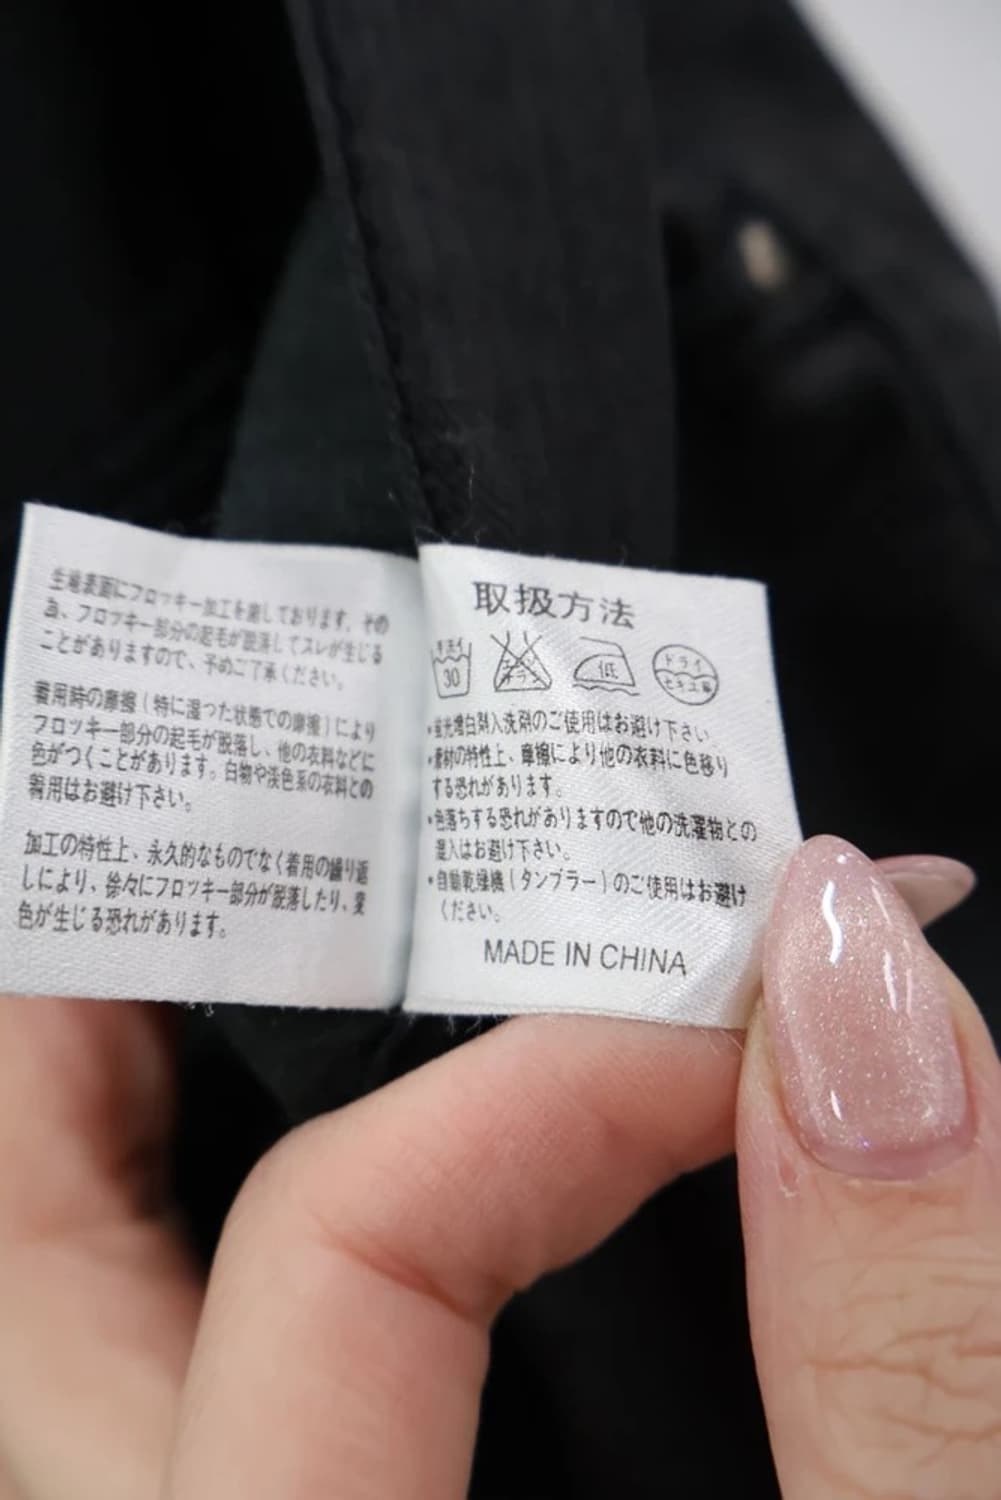 生地表面にフロッキー加工を施しております。その
為、フロッキー部分の起毛が脱落してスレが生じる
ことがありますので、予めご了承ください。
着用時の摩擦(特に湿った状態での摩擦)により
フロッキー部分の起毛が脱落し、他の衣料などに
色がつくことがあります。白物や淡色系の衣料との
着用はお避け下さい。
加工の特性上、永久的なものでなく着用の繰り返
しにより、徐々にフロッキー部分が脱落したり、変
色が生じる恐れがあります。
取扱方法
手洗イ
30
低
ドライ
セキユ系
・蛍光増白剤入洗剤のご使用はお避け下さい。
・素材の特性上、摩擦により他の衣料に色移り
する恐れがあります。
・色落ちする恐れがありますので他の洗濯物との
混入はお避け下さい。
・自動乾燥機(タンブラー)のご使用はお避け
ください。
MADE IN CHINA